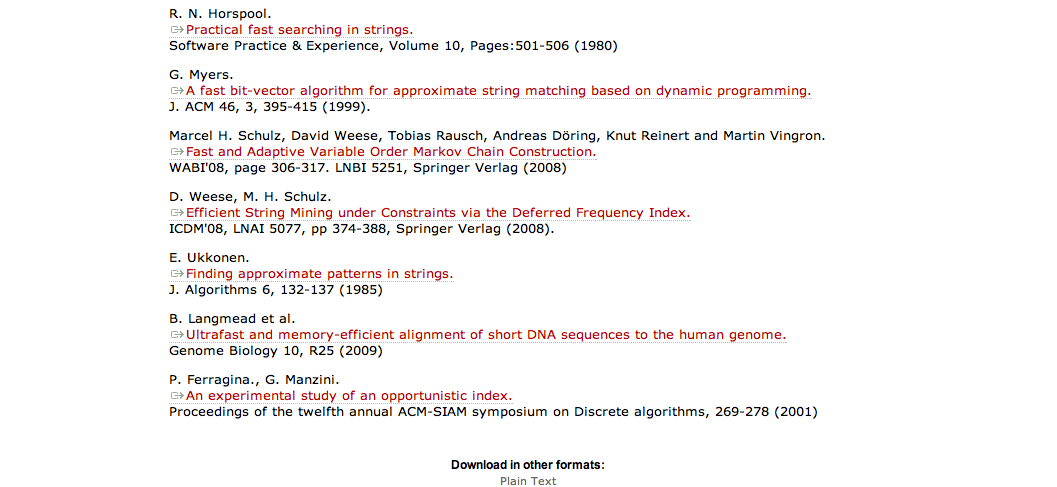 R. N. Horspool.
Practical fast searching in strings.
Software Practice & Experience, Volume 10, Pages:501-506 (1980)
G. Myers.
A fast bit-vector algorithm for approximate string matching based on dynamic programming.
J. ACM 46, 3, 395-415 (1999).
Marcel H. Schulz, David Weese, Tobias Rausch, Andreas Döring, Knut Reinert and Martin Vingron.
Fast and Adaptive Variable Order Markov Chain Construction.
WABI'08, page 306-317. LNBI 5251, Springer Verlag (2008)
D. Weese, M. H. Schulz.
Efficient String Mining under Constraints via the Deferred Frequency Index.
ICDM'08, LNAI 5077, pp 374-388, Springer Verlag (2008).
E. Ukkonen.
Finding approximate patterns in strings.
J. Algorithms 6, 132-137 (1985)
B. Langmead et al.
Ultrafast and memory-efficient alignment of short DNA sequences to the human genome.
Genome Biology 10, R25 (2009)
P. Ferragina., G. Manzini.
An experimental study of an opportunistic index.
Proceedings of the twelfth annual ACM-SIAM symposium on Discrete algorithms, 269-278 (2001)
Download in other formats:
Plain Text